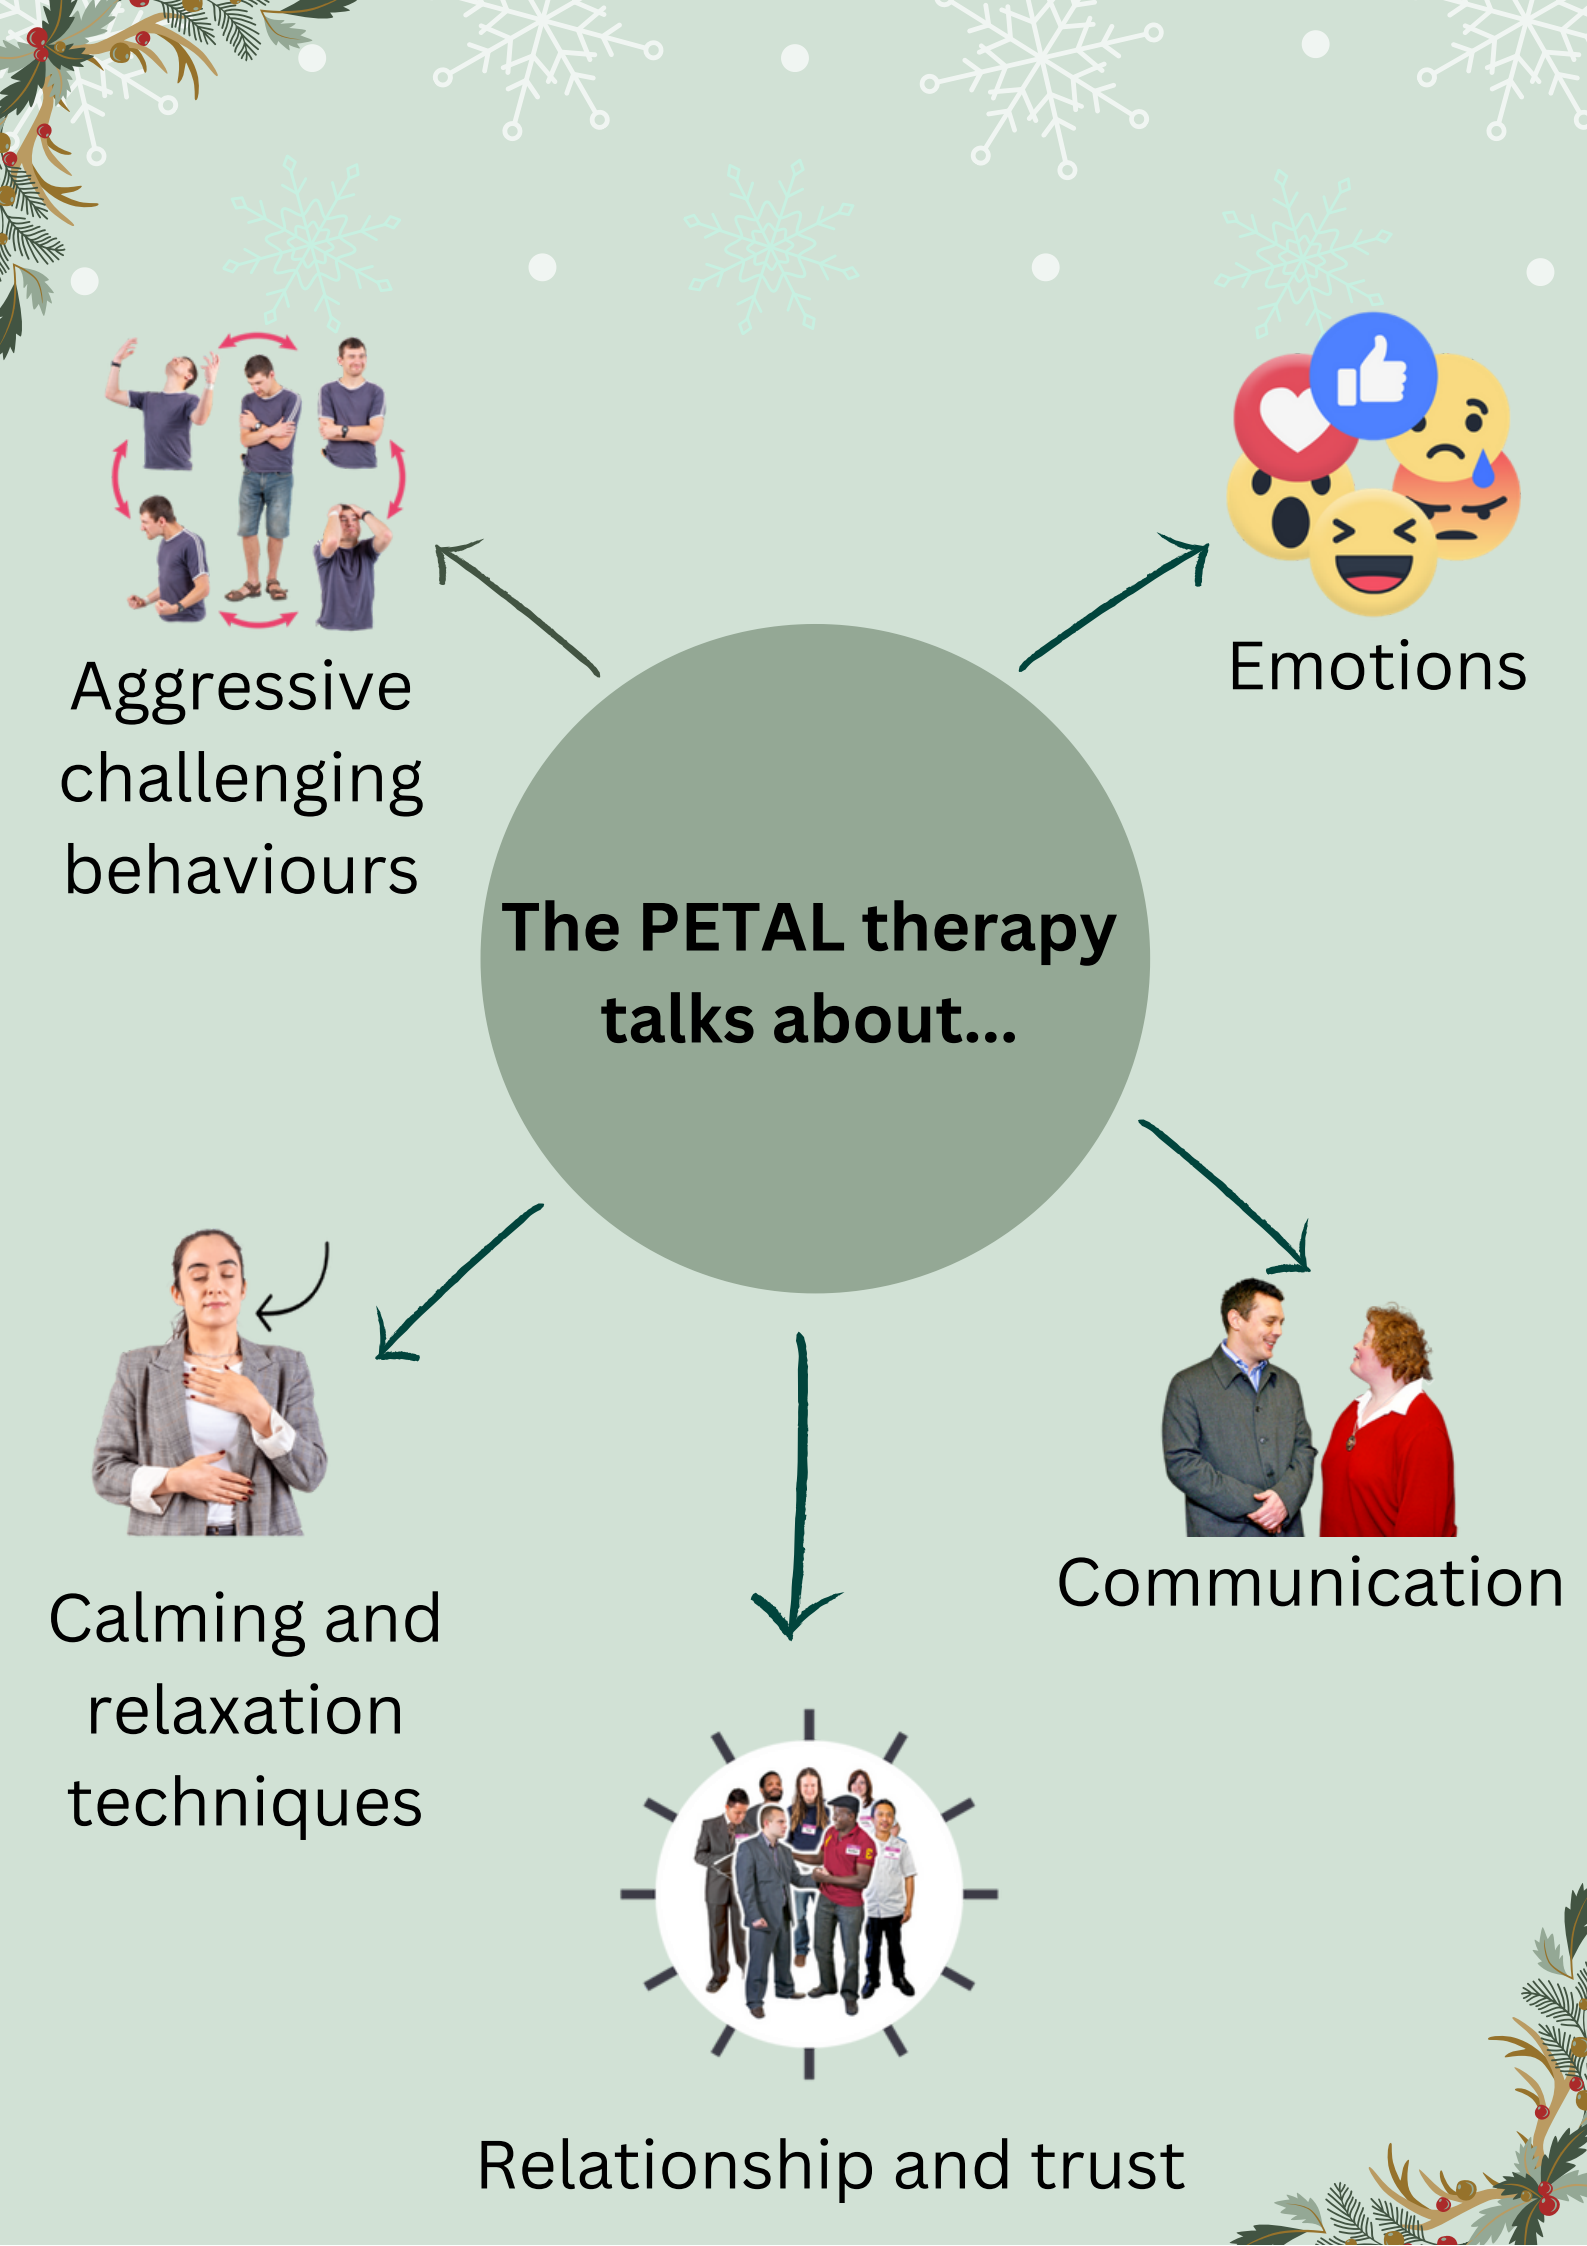 Emotions
Aggressive
challenging
behaviours
The PETAL therapy
talks about...
Communication
Calming and
relaxation
techniques
Relationship and trust